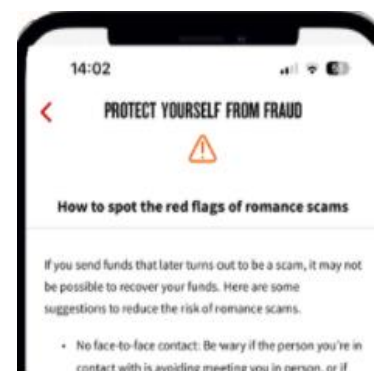 14:02
PROTECT YOURSELF FROM FRAUD
How to spot the red flags of romance scams
If you send funds that later turns out to be a scam, it may not
be possible to recover your funds. Here are some
suggestions to reduce the risk of romance scams.
• No face-to-face contact: Be wary if the person you're in
contact with is avoiding meeting you in person, or if